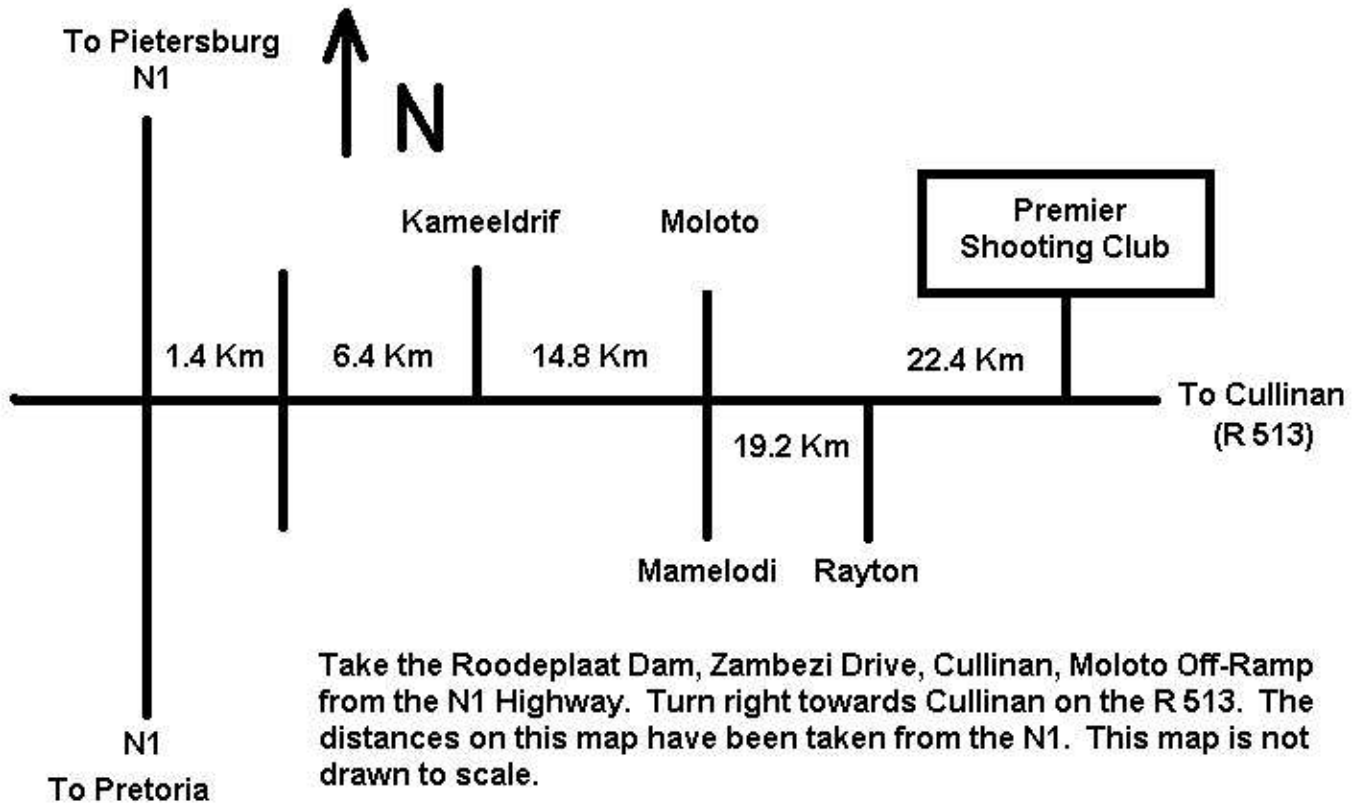 To Pietersburg
N1
N
Kameeldrif
Moloto
Premier
Shooting Club
1.4 Km
6.4 Km
14.8 Km
22.4 Km
To Cullinan
(R 513)
19.2 Km
Mamelodi
Rayton
Take the Roodeplaat Dam, Zambezi Drive, Cullinan, Moloto Off-Ramp
from the N1 Highway. Turn right towards Cullinan on the R 513. The
distances on this map have been taken from the N1. This map is not
drawn to scale.
N1
To Pretoria